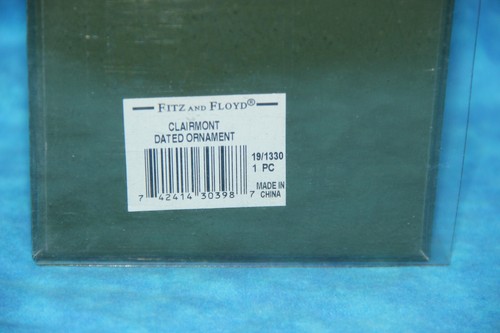 FITZ AND FLOYD®
CLAIRMONT
DATED ORNAMENT
19/1330
1 PC
MADE IN
CHINA
7 42414 30398 7